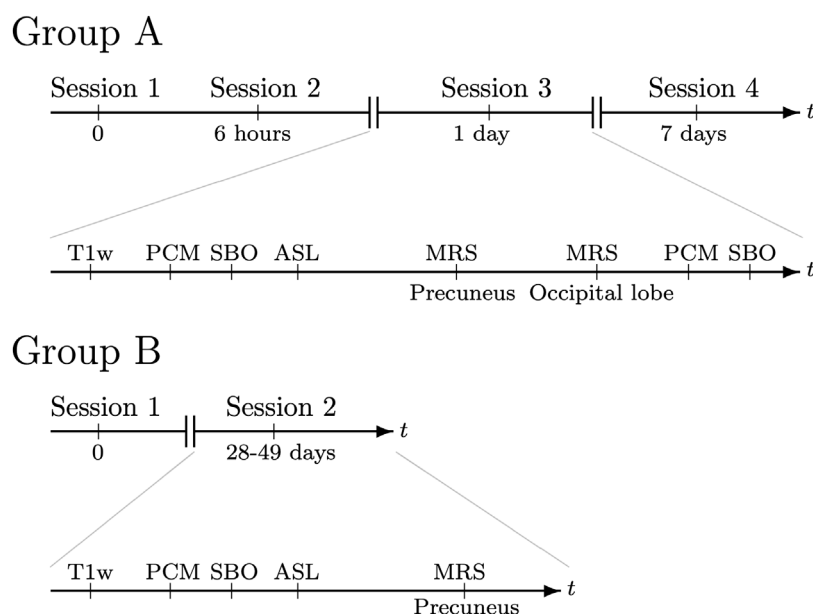 Group A
Session 1 Session 2 Session 3 Session 4
t
0 6 hours 1 day 7 days
T1w PCM SBO ASL MRS MRS PCM SBO
t
Precuneus Occipital lobe
Group B
Session 1 Session 2
t
0 28-49 days
T1w PCM SBO ASL MRS
t
Precuneus